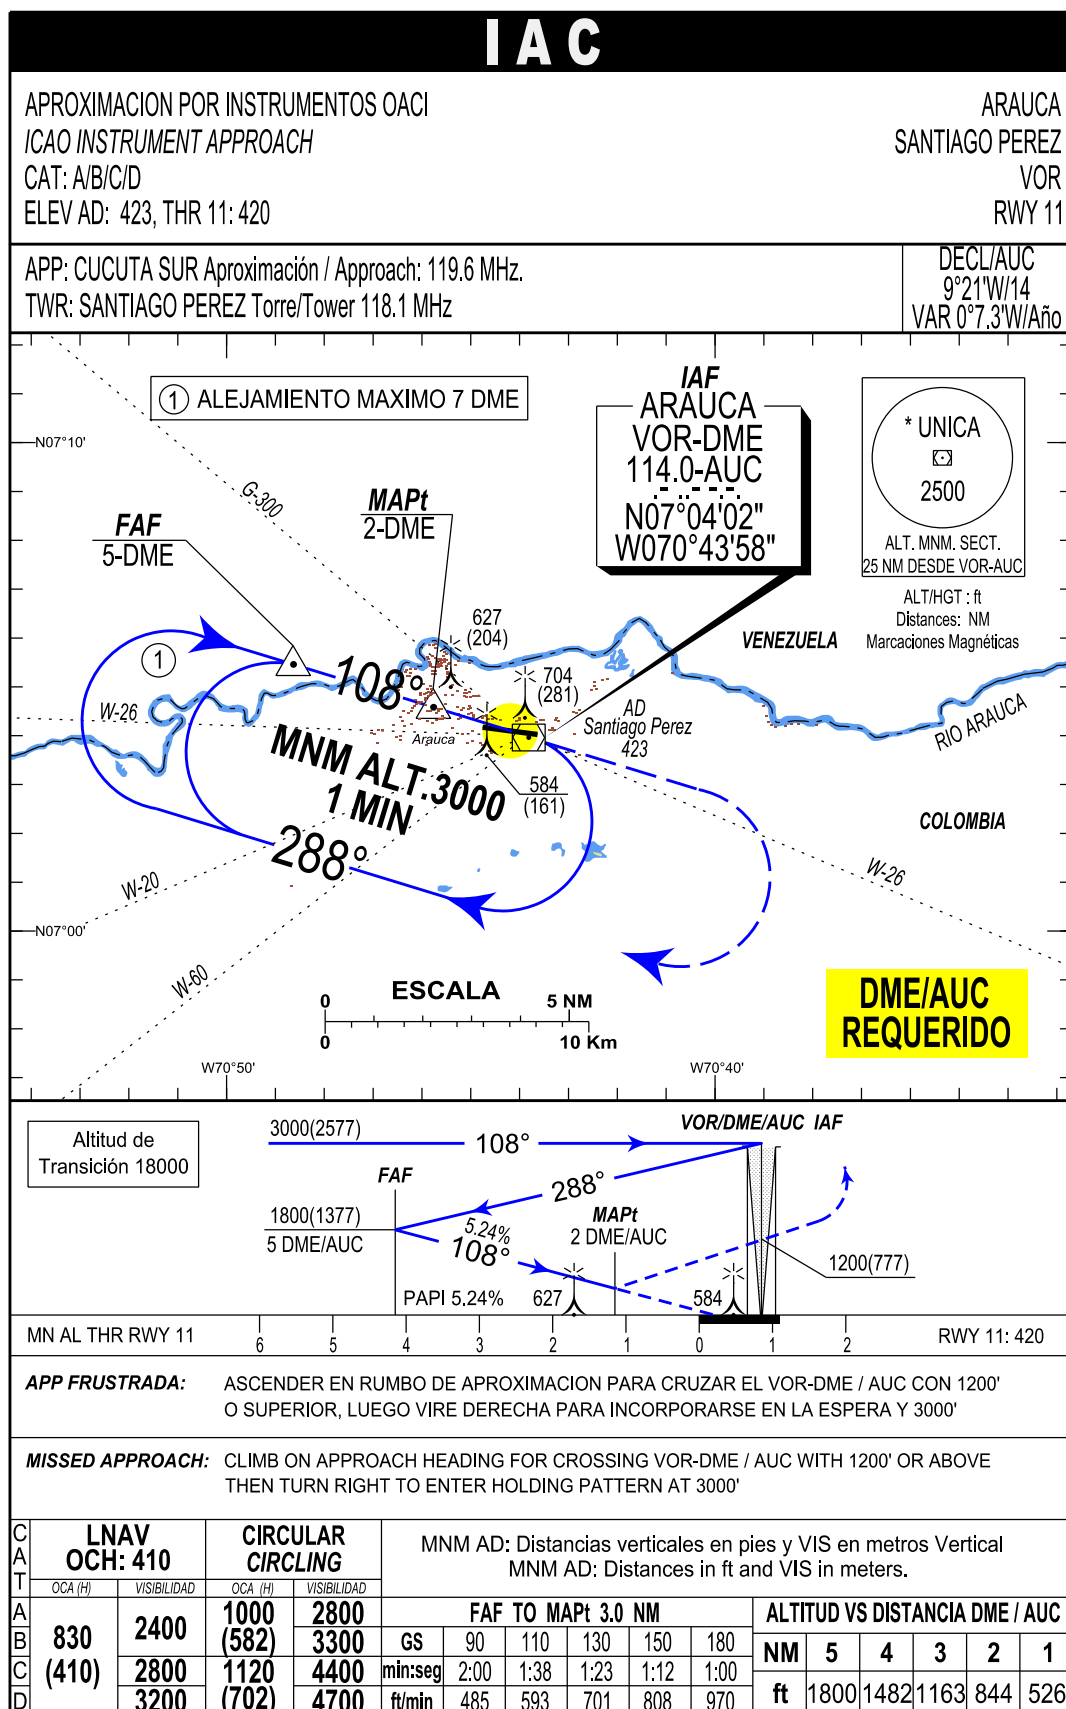 IAC
APROXIMACION POR INSTRUMENTOS OACI
ICAO INSTRUMENT APPROACH
CAT: A/B/C/D
ELEV AD: 423, THR 11: 420
ARAUCA
SANTIAGO PEREZ
VOR
RWY 11
APP: CUCUTA SUR Aproximación / Approach: 119.6 MHz.
TWR: SANTIAGO PEREZ Torre/Tower 118.1 MHz
DECL/AUC
9°21'W/14
VAR 0°7.3'W/Año
1 ALEJAMIENTO MAXIMO 7 DME
IAF
ARAUCA
VOR-DME
114.0-AUC
N07°04'02"
W070°43'58"
* UNICA
2500
ALT. MNM. SECT.
25 NM DESDE VOR-AUC
ALT/HGT : ft
Distances: NM
Marcaciones Magnéticas
N07°10'
G-300
FAF
5-DME
MAPt
2-DME
627
(204)
VENEZUELA
1
108°
704
(281)
AD
Santiago Perez
423
W-26
Arauca
RIO ARAUCA
MNM ALT.3000
1 MIN
584
(161)
COLOMBIA
288°
W-20
W-26
N07°00'
W-60
ESCALA
0 5 NM
0 10 Km
DME/AUC
REQUERIDO
W70°50'
W70°40'
Altitud de
Transición 18000
3000(2577)
108°
VOR/DME/AUC IAF
FAF
288°
1800(1377)
5 DME/AUC
5.24%
108°
MAPt
2 DME/AUC
1200(777)
PAPI 5.24%
627
584
MN AL THR RWY 11
6 5 4 3 2 1 0 1 2
RWY 11: 420
APP FRUSTRADA: ASCENDER EN RUMBO DE APROXIMACION PARA CRUZAR EL VOR-DME / AUC CON 1200'
O SUPERIOR, LUEGO VIRE DERECHA PARA INCORPORARSE EN LA ESPERA Y 3000'
MISSED APPROACH: CLIMB ON APPROACH HEADING FOR CROSSING VOR-DME / AUC WITH 1200' OR ABOVE
THEN TURN RIGHT TO ENTER HOLDING PATTERN AT 3000'
CAT
LNAV
OCH: 410
CIRCULAR
CIRCLING
MNM AD: Distancias verticales en pies y VIS en metros Vertical
MNM AD: Distances in ft and VIS in meters.
OCA (H) VISIBILIDAD OCA (H) VISIBILIDAD
A
B
C
D
830
(410)
2400
2800
3200
1000
(582)
1120
(702)
2800
3300
4400
4700
FAF TO MAPt 3.0 NM
GS 90 110 130 150 180
min:seg 2:00 1:38 1:23 1:12 1:00
ft/min 485 593 701 808 970
ALTITUD VS DISTANCIA DME / AUC
NM 5 4 3 2 1
ft 1800 1482 1163 844 526